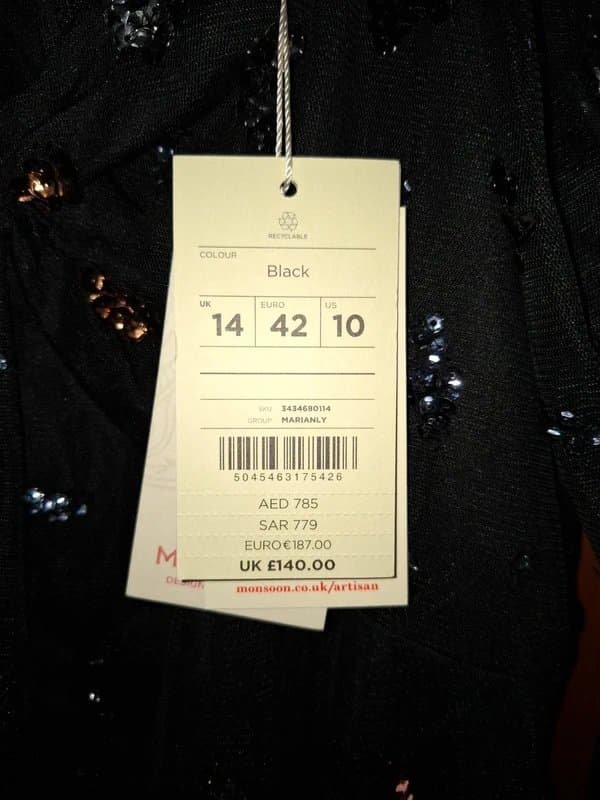 RECYCLABLE
COLOUR
Black
UK EURO US
14 42 10
SKU 3434680114
GROUP MARIANLY
5045463175426
AED 785
SAR 779
EURO€187.00
UK £140.00
M
DESIGN
monsoon.co.uk/artisan